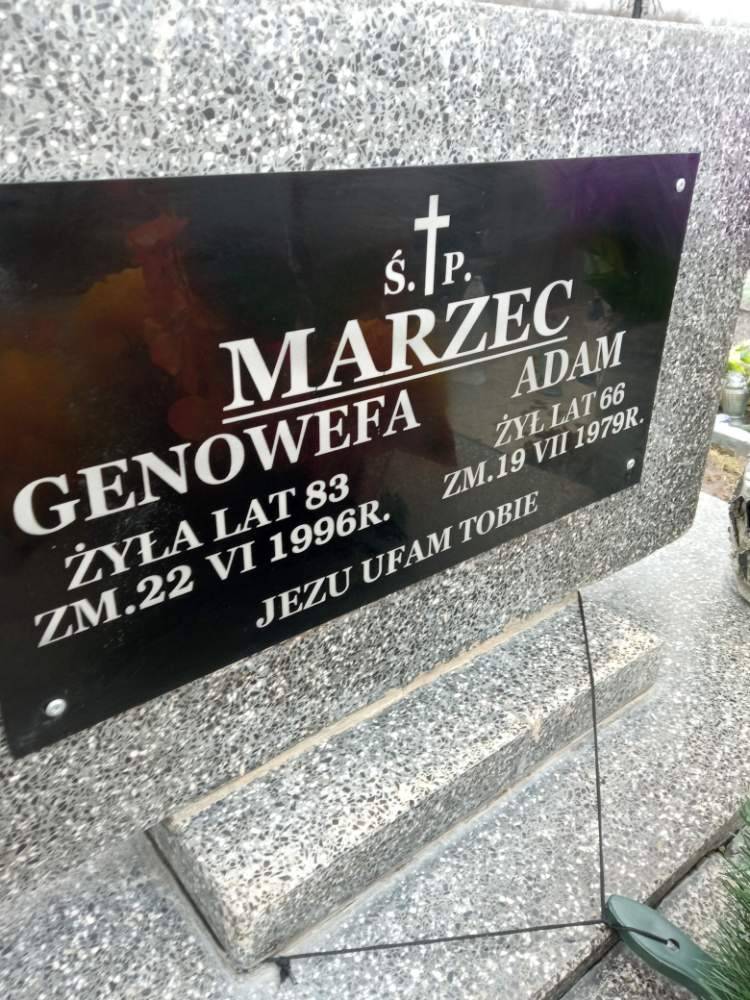 Ś. P.
MARZEC
GENOWEFA
ŻYŁA LAT 83
ZM.22 VI 1996R.
ADAM
ŻYŁ LAT 66
ZM.19 VII 1979R.
JEZU UFAM TOBIE